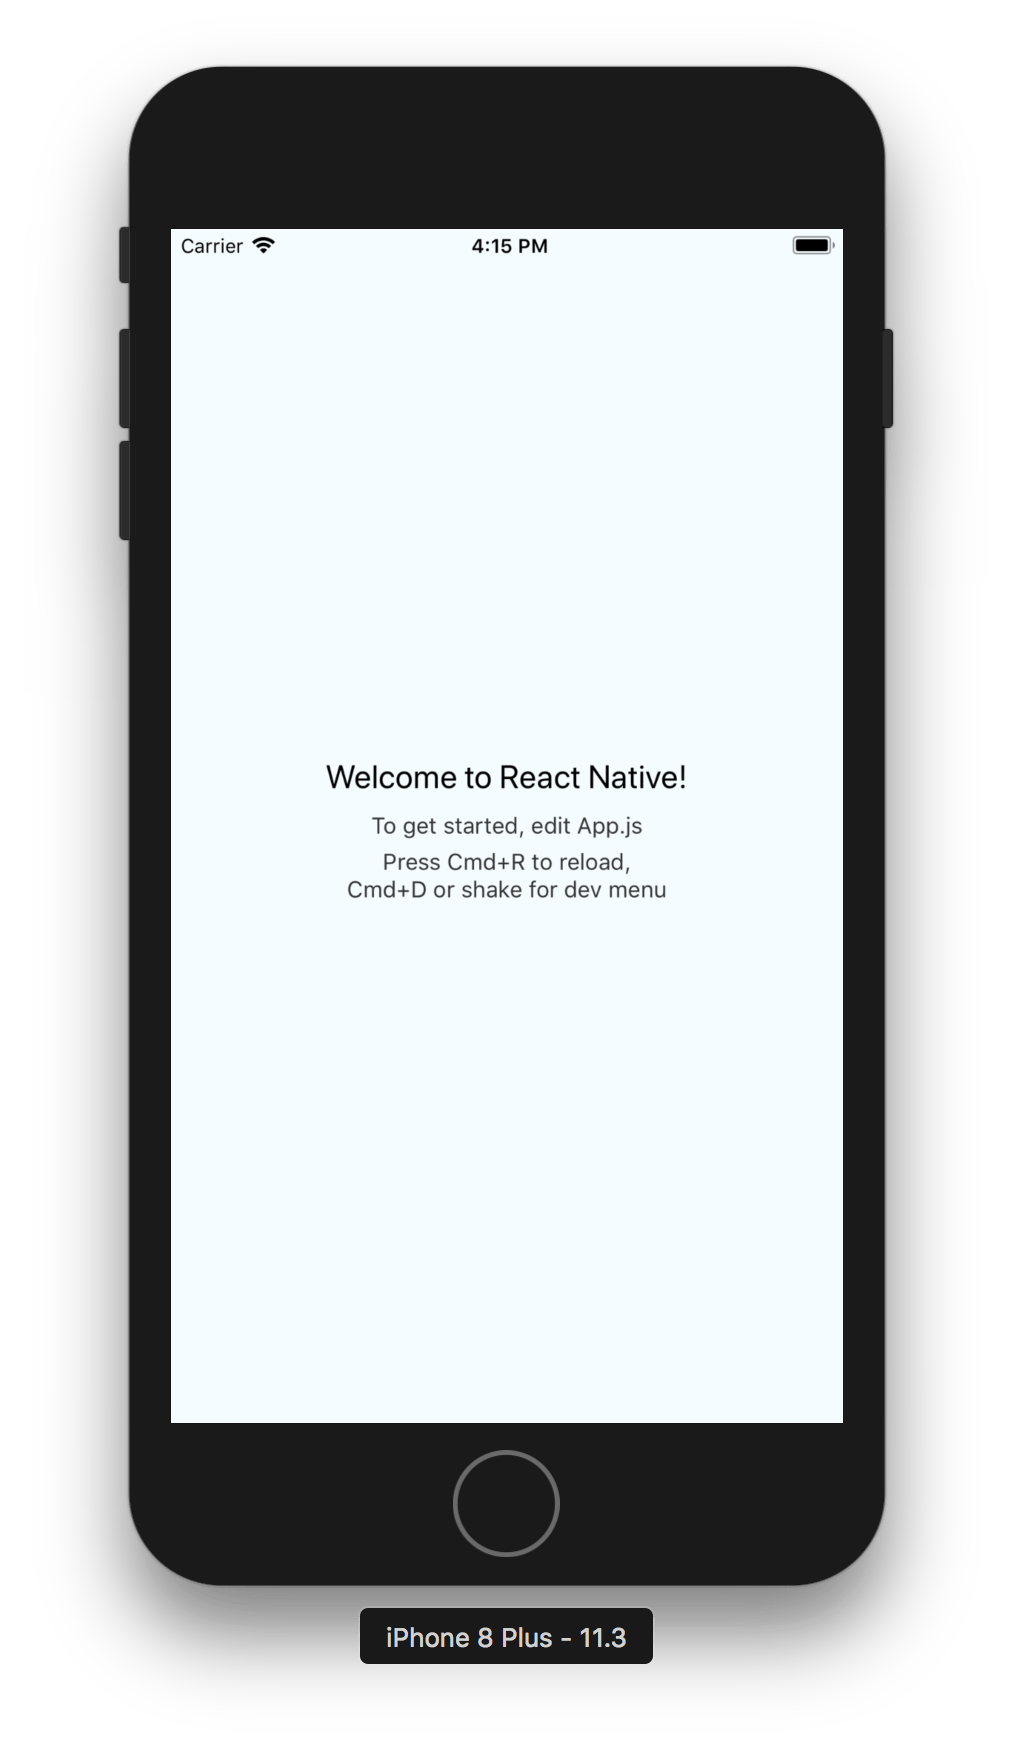 Carrier
4:15 PM
Welcome to React Native!
To get started, edit App.js
Press Cmd+R to reload,
Cmd+D or shake for dev menu
iPhone 8 Plus - 11.3